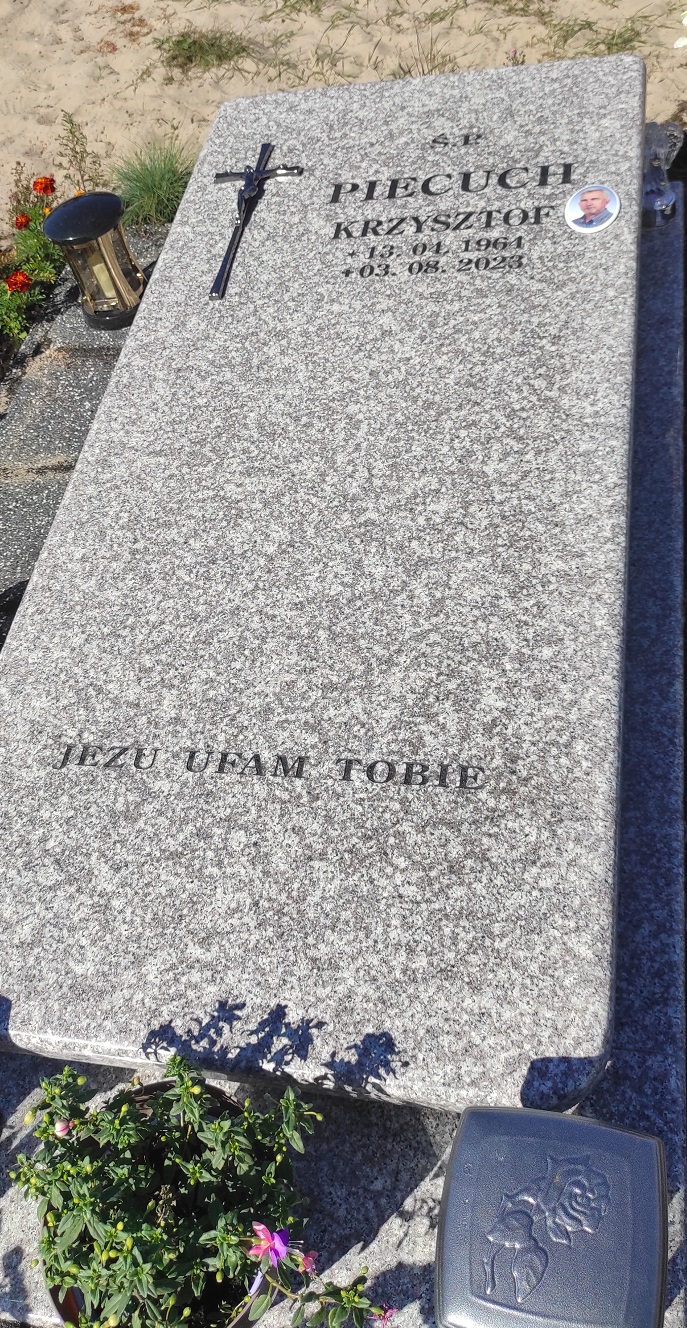 Ś.P.
PIECUCH
KRZYSZTOF
* 13. 04. 1964
+ 03. 08. 2023
JEZU UFAM TOBIE